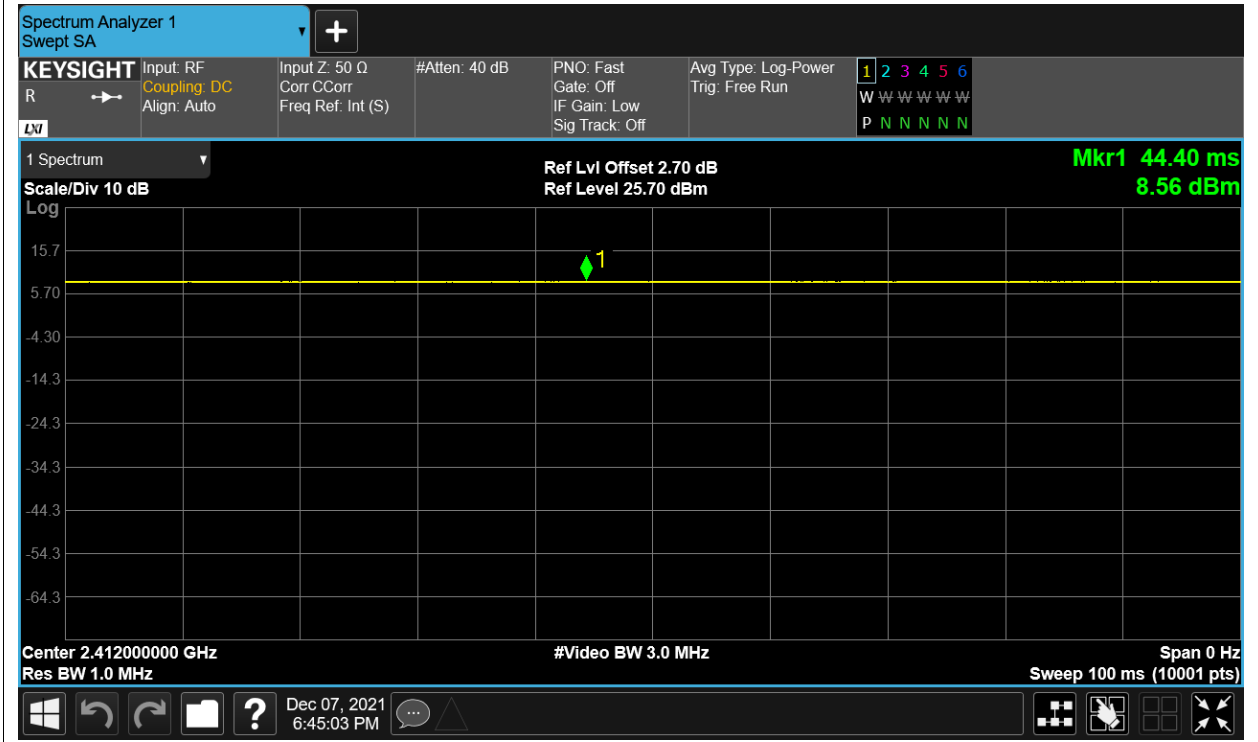 Spectrum Analyzer 1
Swept SA
KEYSIGHT
R
LXI
Input: RF
Coupling: DC
Align: Auto
Input Z: 50 Ω
Corr CCorr
Freq Ref: Int (S)
#Atten: 40 dB
PNO: Fast
Gate: Off
IF Gain: Low
Sig Track: Off
Avg Type: Log-Power
Trig: Free Run
1 2 3 4 5 6
W W W W W W
P N N N N N
1 Spectrum
Scale/Div 10 dB
Log
Ref Lvl Offset 2.70 dB
Ref Level 25.70 dBm
Mkr1 44.40 ms
8.56 dBm
15.7
5.70
-4.30
-14.3
-24.3
-34.3
-44.3
-54.3
-64.3
1
Center 2.412000000 GHz
Res BW 1.0 MHz
#Video BW 3.0 MHz
Span 0 Hz
Sweep 100 ms (10001 pts)
?
Dec 07, 2021
6:45:03 PM